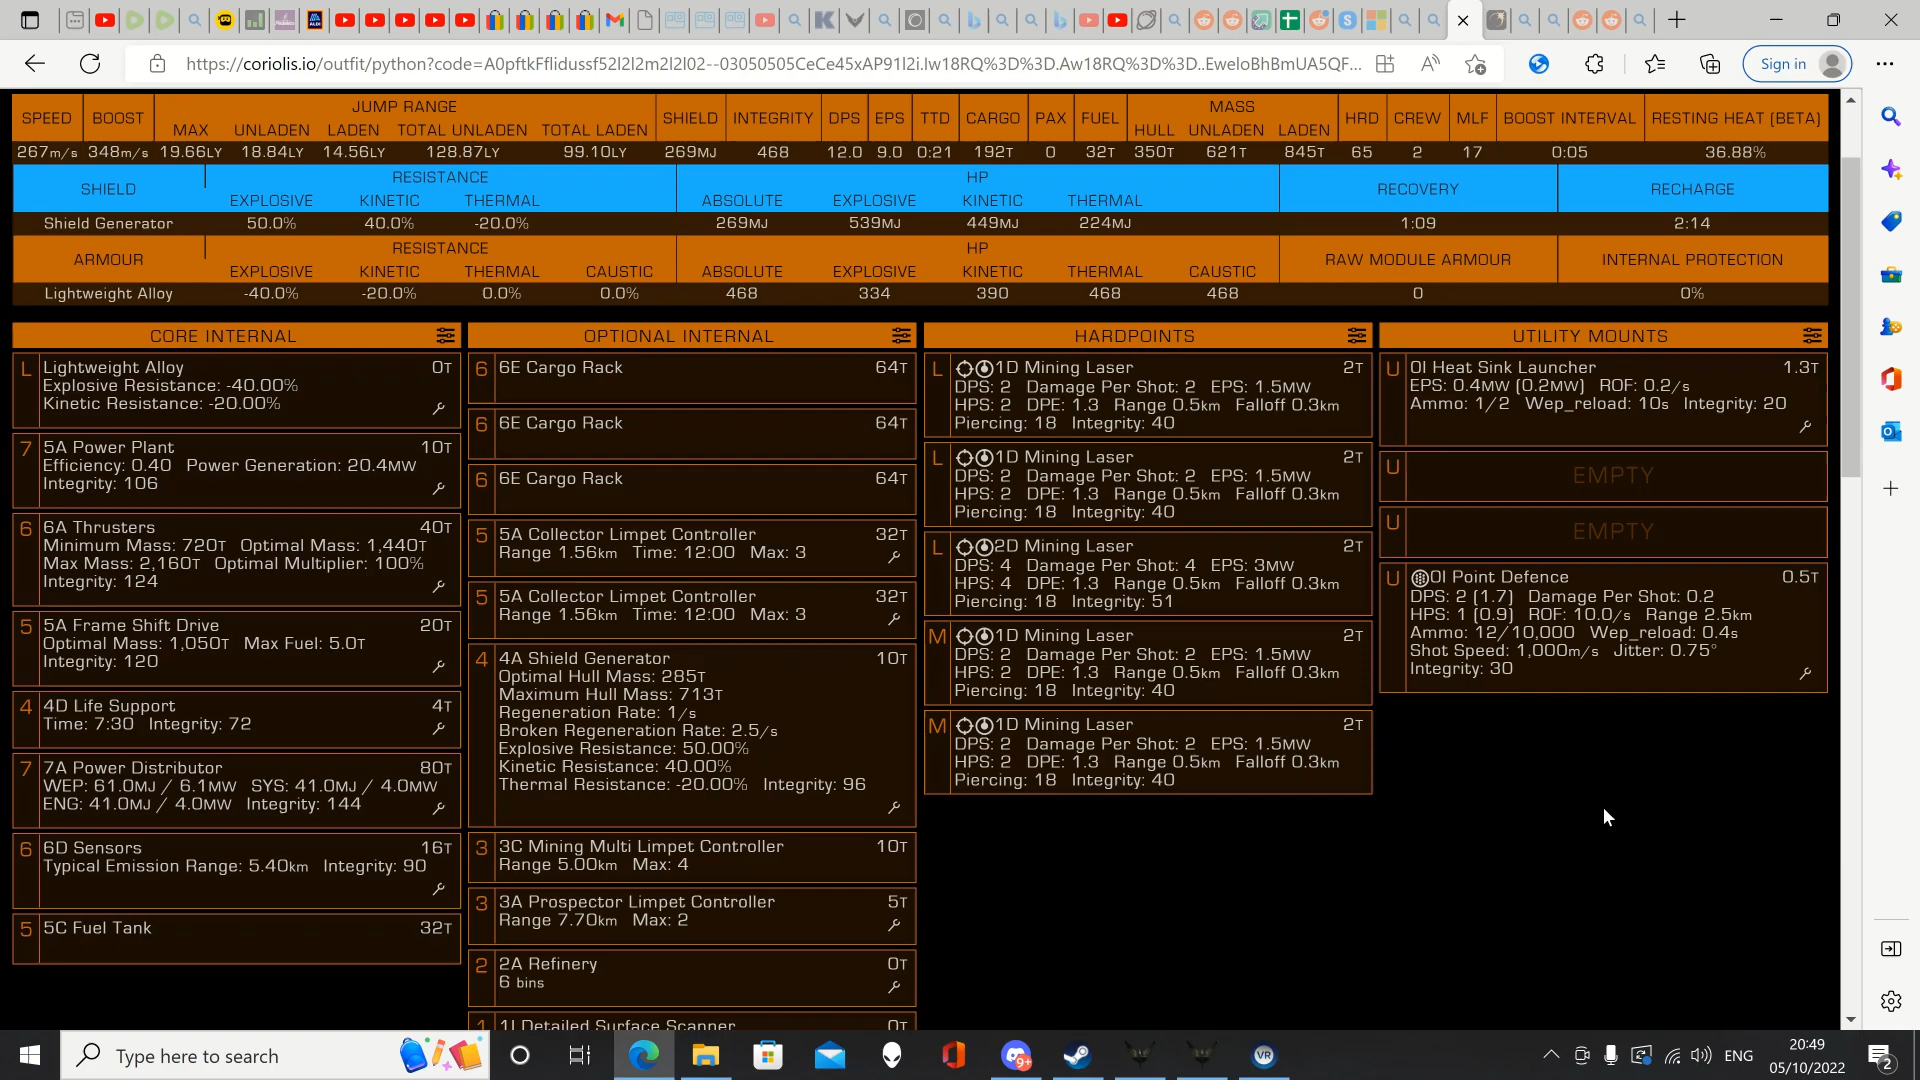 https://coriolis.io/outfit/python?code=A0pftkFflidussf52l2l2m2l2l02--03050505CeCe45xAP91l2i.Iw18RQ%3D%3D.Aw18RQ%3D%3D..EweloBhBmUA5QF...
Sign in
SPEED BOOST JUMP RANGE SHIELD INTEGRITY DPS EPS TTD CARGO PAX FUEL MASS HRD CREW MLF BOOST INTERVAL RESTING HEAT (BETA)
MAX UNLADEN LADEN TOTAL UNLADEN TOTAL LADEN HULL UNLADEN LADEN
267m/s 348m/s 19.66LY 18.84LY 14.56LY 128.87LY 99.10LY 269MJ 468 12.0 9.0 0:21 192T 0 32T 350T 621T 845T 65 2 17 0:05 36.88%
SHIELD RESISTANCE HP RECOVERY RECHARGE
EXPLOSIVE KINETIC THERMAL ABSOLUTE EXPLOSIVE KINETIC THERMAL
Shield Generator 50.0% 40.0% -20.0% 269MJ 539MJ 449MJ 224MJ 1:09 2:14
ARMOUR RESISTANCE HP RAW MODULE ARMOUR INTERNAL PROTECTION
EXPLOSIVE KINETIC THERMAL CAUSTIC ABSOLUTE EXPLOSIVE KINETIC THERMAL CAUSTIC
Lightweight Alloy -40.0% -20.0% 0.0% 0.0% 468 334 390 468 468 0 0%
CORE INTERNAL
L Lightweight Alloy 0T
Explosive Resistance: -40.00%
Kinetic Resistance: -20.00%
7 5A Power Plant 10T
Efficiency: 0.40 Power Generation: 20.4MW
Integrity: 106
6 6A Thrusters 40T
Minimum Mass: 720T Optimal Mass: 1,440T
Max Mass: 2,160T Optimal Multiplier: 100%
Integrity: 124
5 5A Frame Shift Drive 20T
Optimal Mass: 1,050T Max Fuel: 5.0T
Integrity: 120
4 4D Life Support 4T
Time: 7:30 Integrity: 72
7 7A Power Distributor 80T
WEP: 61.0MJ / 6.1MW SYS: 41.0MJ / 4.0MW
ENG: 41.0MJ / 4.0MW Integrity: 144
6 6D Sensors 16T
Typical Emission Range: 5.40km Integrity: 90
5 5C Fuel Tank 32T
OPTIONAL INTERNAL
6 6E Cargo Rack 64T
6 6E Cargo Rack 64T
6 6E Cargo Rack 64T
5 5A Collector Limpet Controller 32T
Range 1.56km Time: 12:00 Max: 3
5 5A Collector Limpet Controller 32T
Range 1.56km Time: 12:00 Max: 3
4 4A Shield Generator 10T
Optimal Hull Mass: 285T
Maximum Hull Mass: 713T
Regeneration Rate: 1/s
Broken Regeneration Rate: 2.5/s
Explosive Resistance: 50.00%
Kinetic Resistance: 40.00%
Thermal Resistance: -20.00% Integrity: 96
3 3C Mining Multi Limpet Controller 10T
Range 5.00km Max: 4
3 3A Prospector Limpet Controller 5T
Range 7.70km Max: 2
2 2A Refinery 0T
6 bins
1 1I Detailed Surface Scanner 0T
HARDPOINTS
L 1D Mining Laser 2T
DPS: 2 Damage Per Shot: 2 EPS: 1.5MW
HPS: 2 DPE: 1.3 Range 0.5km Falloff 0.3km
Piercing: 18 Integrity: 40
L 1D Mining Laser 2T
DPS: 2 Damage Per Shot: 2 EPS: 1.5MW
HPS: 2 DPE: 1.3 Range 0.5km Falloff 0.3km
Piercing: 18 Integrity: 40
L 2D Mining Laser 2T
DPS: 4 Damage Per Shot: 4 EPS: 3MW
HPS: 4 DPE: 1.3 Range 0.5km Falloff 0.3km
Piercing: 18 Integrity: 51
M 1D Mining Laser 2T
DPS: 2 Damage Per Shot: 2 EPS: 1.5MW
HPS: 2 DPE: 1.3 Range 0.5km Falloff 0.3km
Piercing: 18 Integrity: 40
M 1D Mining Laser 2T
DPS: 2 Damage Per Shot: 2 EPS: 1.5MW
HPS: 2 DPE: 1.3 Range 0.5km Falloff 0.3km
Piercing: 18 Integrity: 40
UTILITY MOUNTS
U 0I Heat Sink Launcher 1.3T
EPS: 0.4MW (0.2MW) ROF: 0.2/s
Ammo: 1/2 Wep_reload: 10s Integrity: 20
U EMPTY
U EMPTY
U 0I Point Defence 0.5T
DPS: 2 (1.7) Damage Per Shot: 0.2
HPS: 1 (0.9) ROF: 10.0/s Range 2.5km
Ammo: 12/10,000 Wep_reload: 0.4s
Shot Speed: 1,000m/s Jitter: 0.75°
Integrity: 30
Type here to search
9+
VR
ENG
20:49
05/10/2022
2